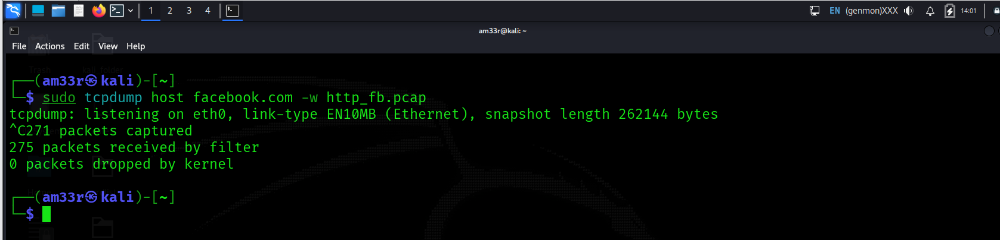 1 2 3 4 EN (genmon)XXX 14:01
am33r@kali: ~
File Actions Edit View Help
┌──(am33r㉿kali)-[~]
└─$ sudo tcpdump host facebook.com -w http_fb.pcap
tcpdump: listening on eth0, link-type EN10MB (Ethernet), snapshot length 262144 bytes
^C271 packets captured
275 packets received by filter
0 packets dropped by kernel
┌──(am33r㉿kali)-[~]
└─$